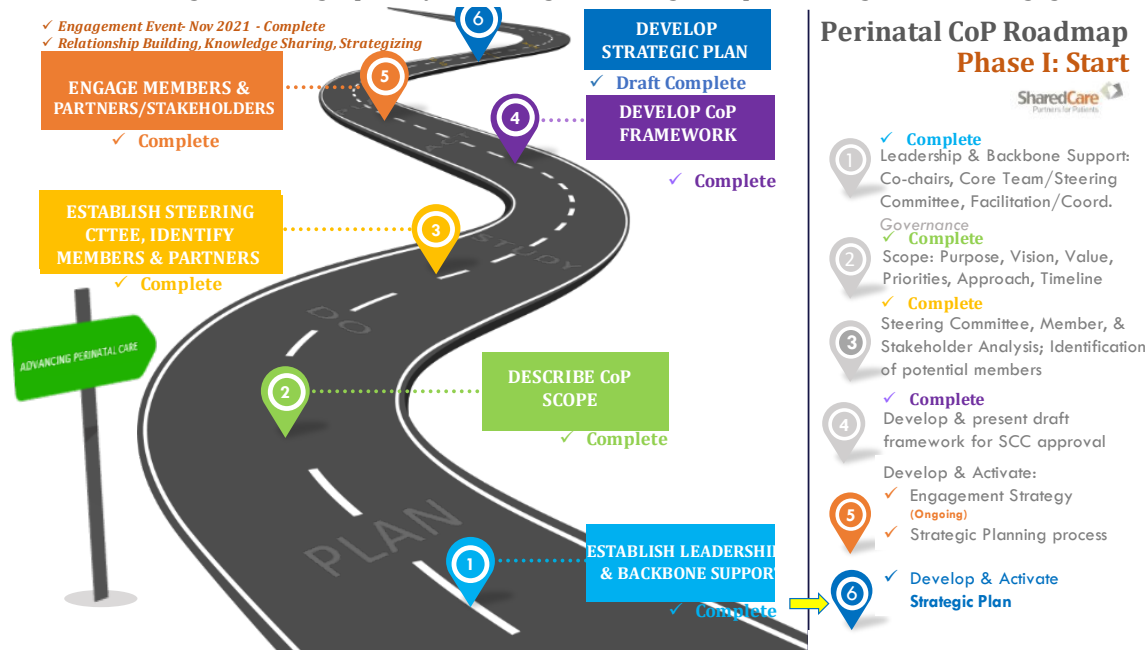 ✓ Engagement Event- Nov 2021 - Complete
✓ Relationship Building, Knowledge Sharing, Strategizing
ENGAGE MEMBERS &
PARTNERS/STAKEHOLDERS
✓ Complete
5
6
DEVELOP
STRATEGIC PLAN
✓ Draft Complete
4
DEVELOP CoP
FRAMEWORK
✓ Complete
ESTABLISH STEERING
CTTEE, IDENTIFY
MEMBERS & PARTNERS
✓ Complete
3
STUDY
DO
ADVANCING PERINATAL CARE
2
DESCRIBE CoP
SCOPE
✓ Complete
PLAN
1
ESTABLISH LEADERSHI
& BACKBONE SUPPOR
✓ Complete
Perinatal CoP Roadmap
Phase I: Start
SharedCare
Partners for Patients
✓ Complete
1
Leadership & Backbone Support:
Co-chairs, Core Team/Steering
Committee, Facilitation/Coord.
Governance
✓ Complete
2
Scope: Purpose, Vision, Value,
Priorities, Approach, Timeline
✓ Complete
3
Steering Committee, Member, &
Stakeholder Analysis; Identification
of potential members
✓ Complete
4
Develop & present draft
framework for SCC approval
Develop & Activate:
5
✓ Engagement Strategy
(Ongoing)
✓ Strategic Planning process
6
✓ Develop & Activate
Strategic Plan